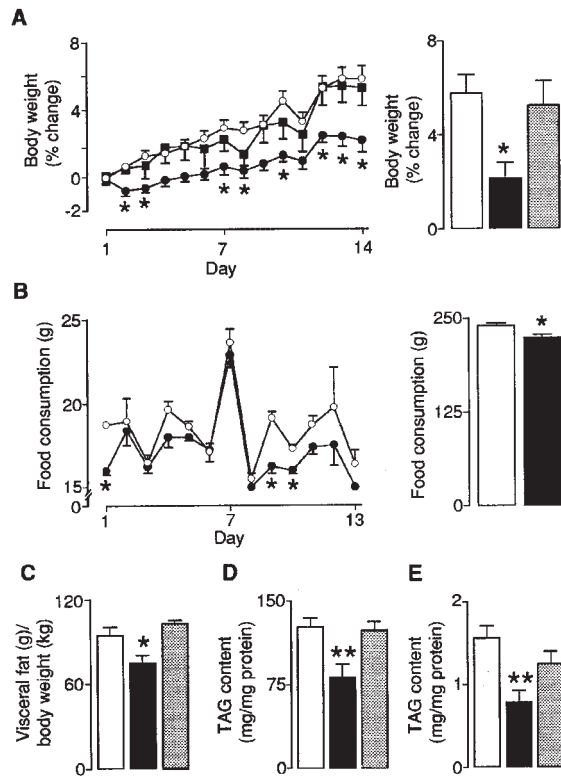 A
Body weight
(% change)
8
4
0
-2
*
*
*
*
*
*
*
*
1
7
14
Day
Body weight
(% change)
8
4
0
*
B
Food consumption (g)
25
20
15
0
*
*
*
1
7
13
Day
Food consumption (g)
250
125
0
*
C
Visceral fat (g)/
body weight (kg)
120
60
0
*
D
TAG content
(mg/mg protein)
150
75
0
**
E
TAG content
(mg/mg protein)
2
1
0
**